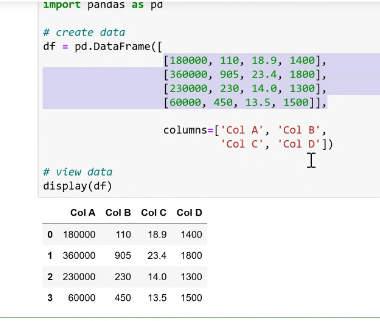 import pandas as pd
# create data
df = pd.DataFrame([
[180000, 110, 18.9, 1400],
[360000, 905, 23.4, 1800],
[230000, 230, 14.0, 1300],
[60000, 450, 13.5, 1500]],
columns=['Col A', 'Col B',
'Col C', 'Col D'])
# view data
display(df)
Col A Col B Col C Col D
0 180000 110 18.9 1400
1 360000 905 23.4 1800
2 230000 230 14.0 1300
3 60000 450 13.5 1500